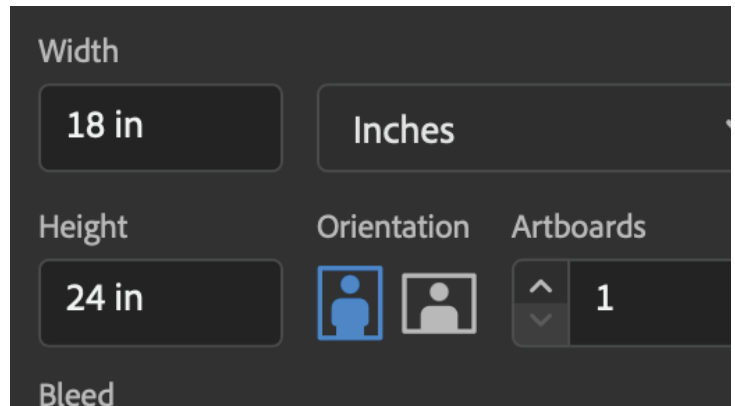 Width
18 in
Inches
Height
Orientation
Artboards
24 in
1
Bleed